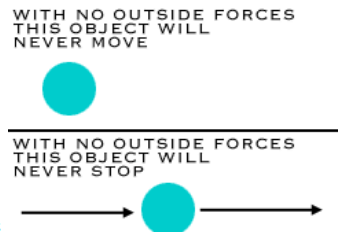 WITH NO OUTSIDE FORCES
THIS OBJECT WILL
NEVER MOVE
WITH NO OUTSIDE FORCES
THIS OBJECT WILL
NEVER STOP